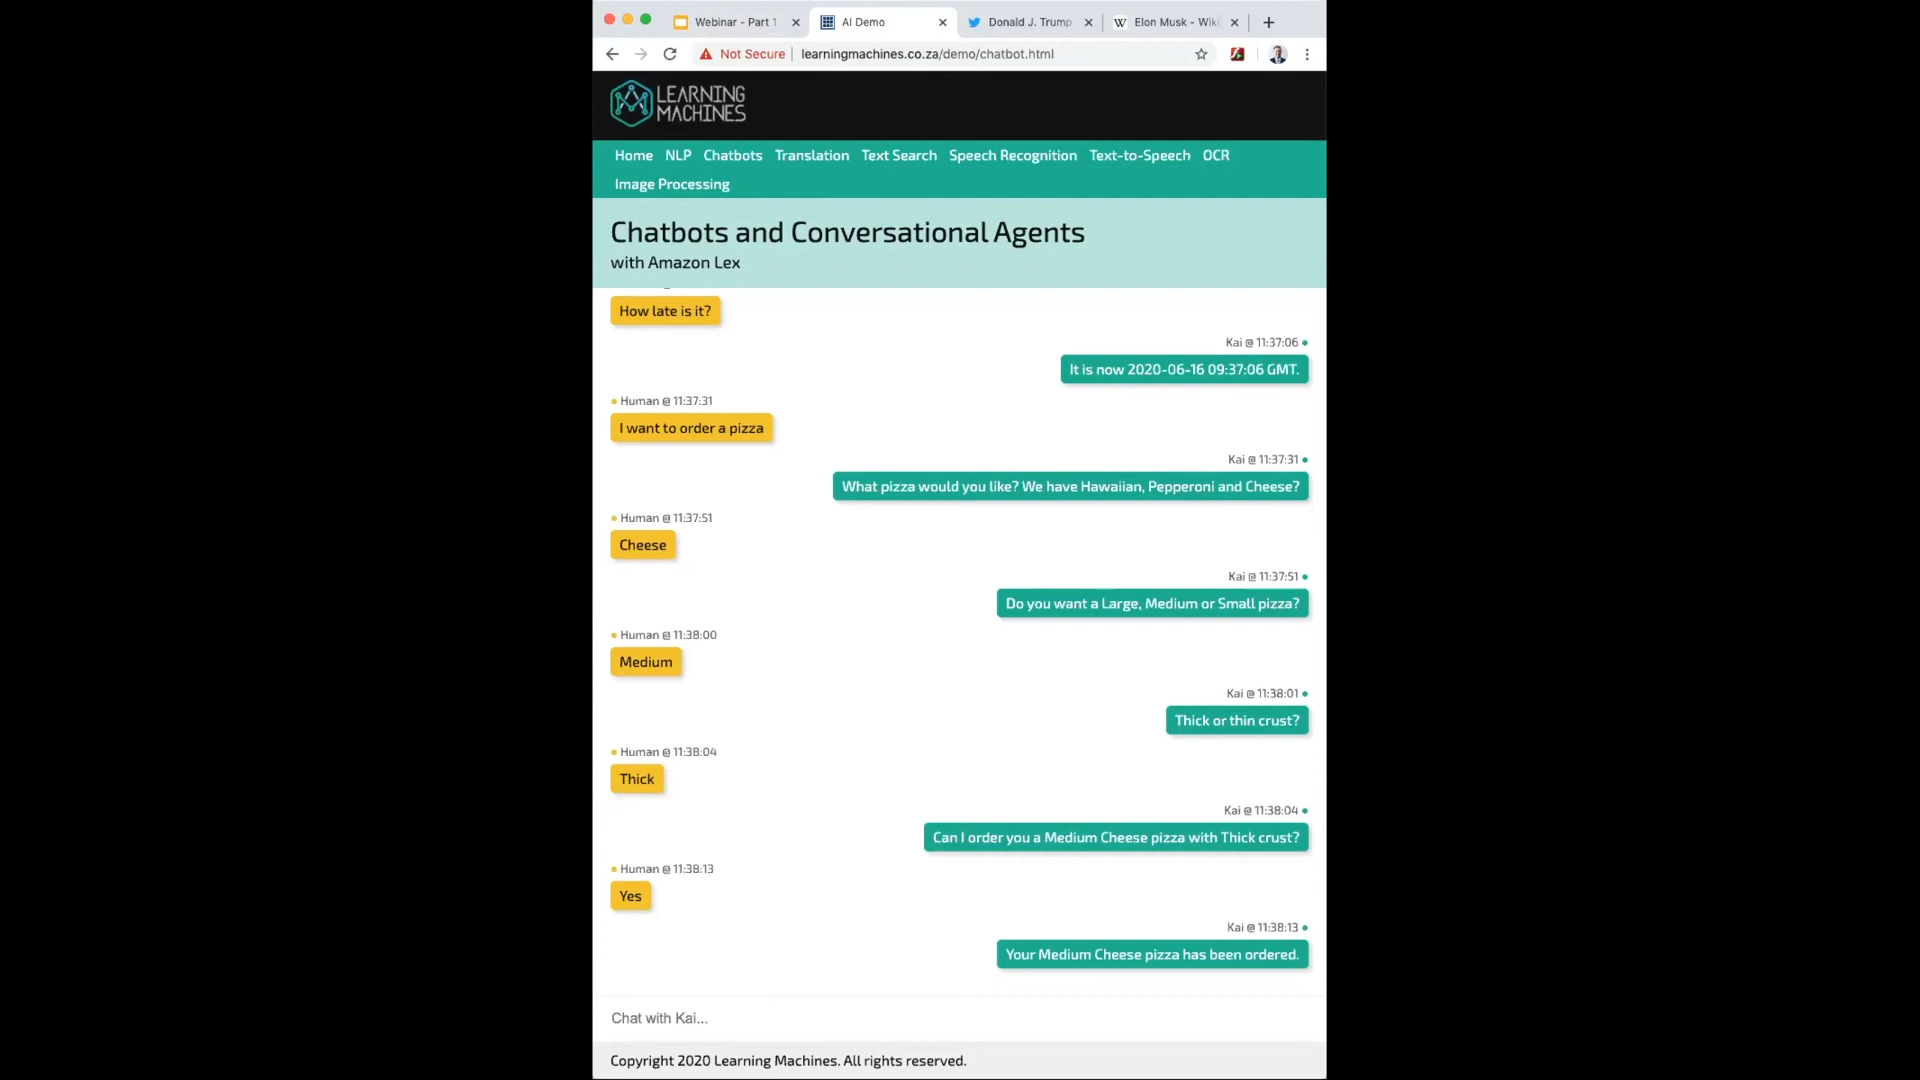 Webinar - Part 1
AI Demo
Donald J. Trump
Elon Musk - Wiki
Not Secure
learningmachines.co.za/demo/chatbot.html
LEARNING
MACHINES
Home NLP Chatbots Translation Text Search Speech Recognition Text-to-Speech OCR
Image Processing
Chatbots and Conversational Agents
with Amazon Lex
How late is it?
Kai @ 11:37:06
It is now 2020-06-16 09:37:06 GMT.
Human @ 11:37:31
I want to order a pizza
Kai @ 11:37:31
What pizza would you like? We have Hawaiian, Pepperoni and Cheese?
Human @ 11:37:51
Cheese
Kai @ 11:37:51
Do you want a Large, Medium or Small pizza?
Human @ 11:38:00
Medium
Kai @ 11:38:01
Thick or thin crust?
Human @ 11:38:04
Thick
Kai @ 11:38:04
Can I order you a Medium Cheese pizza with Thick crust?
Human @ 11:38:13
Yes
Kai @ 11:38:13
Your Medium Cheese pizza has been ordered.
Chat with Kai...
Copyright 2020 Learning Machines. All rights reserved.